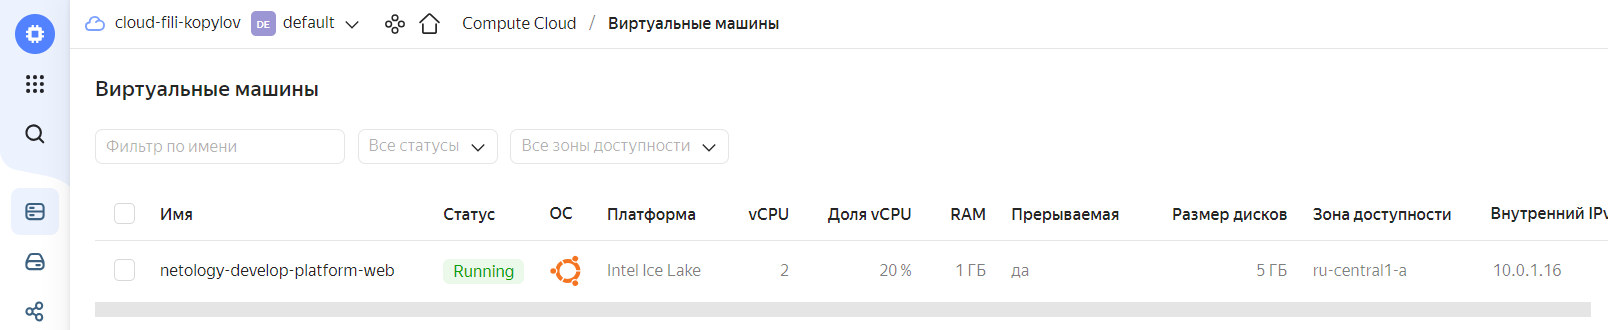 cloud-fili-kopylov DE default Compute Cloud / Виртуальные машины
Виртуальные машины
Фильтр по имени Все статусы Все зоны доступности
Имя Статус ОС Платформа vCPU Доля vCPU RAM Прерываемая Размер дисков Зона доступности Внутренний IPv
netology-develop-platform-web Running Intel Ice Lake 2 20 % 1 ГБ да 5 ГБ ru-central1-a 10.0.1.16